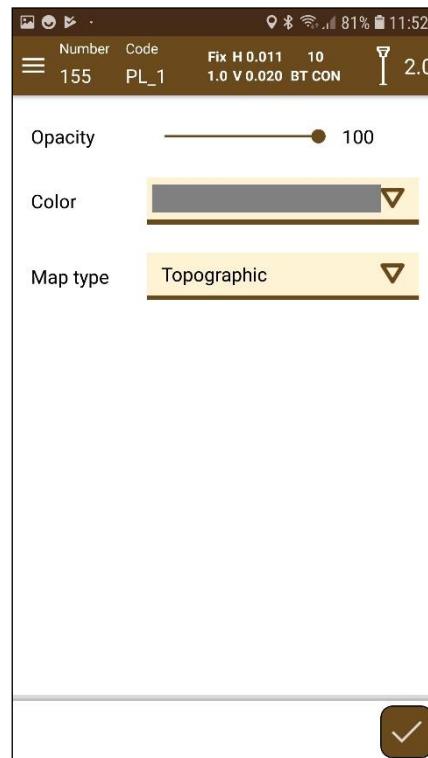 81% 11:52
Number Code
155 PL_1
Fix H 0.011 10
1.0 V 0.020 BT CON
2.0
Opacity 100
Color
Map type Topographic